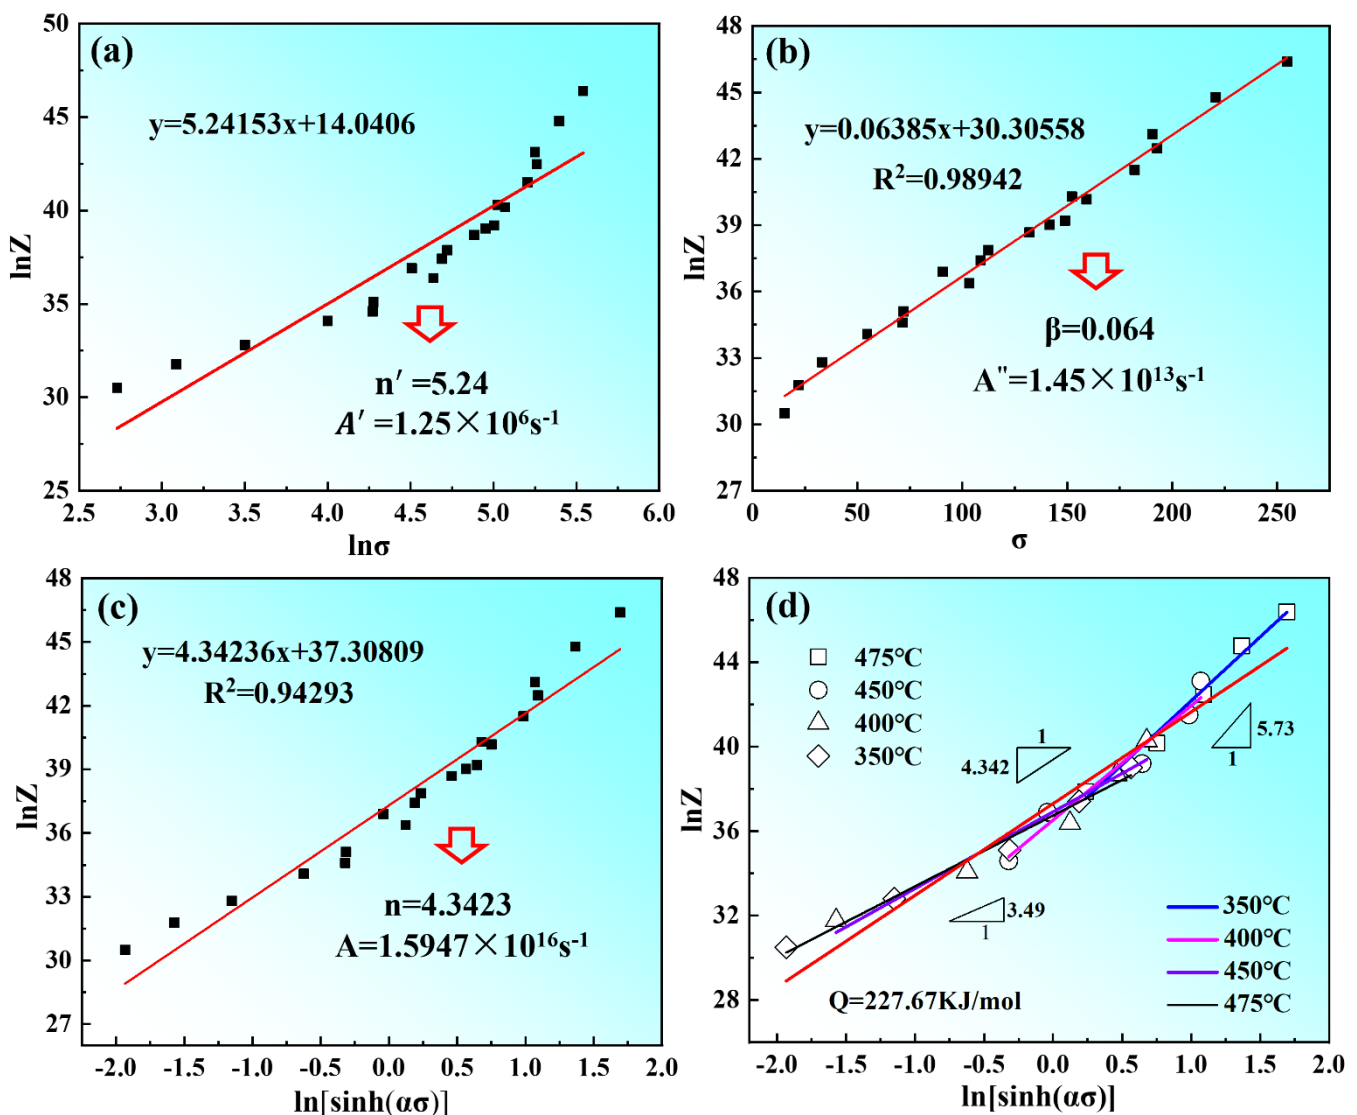 (a)
50
45
40
35
30
25
lnZ
y=5.24153x+14.0406
n′ =5.24
A′ =1.25×10⁶s⁻¹
2.5 3.0 3.5 4.0 4.5 5.0 5.5 6.0
lnσ
(b)
48
45
42
39
36
33
30
27
lnZ
y=0.06385x+30.30558
R²=0.98942
β=0.064
A"=1.45×10¹³s⁻¹
0 50 100 150 200 250
σ
(c)
48
45
42
39
36
33
30
27
lnZ
y=4.34236x+37.30809
R²=0.94293
n=4.3423
A=1.5947×10¹⁶s⁻¹
-2.0 -1.5 -1.0 -0.5 0.0 0.5 1.0 1.5 2.0
ln[sinh(ασ)]
(d)
48
44
40
36
32
28
lnZ
475°C
450°C
400°C
350°C
1
4.342
5.73
1
3.49
1
350°C
400°C
450°C
475°C
Q=227.67KJ/mol
-2.0 -1.5 -1.0 -0.5 0.0 0.5 1.0 1.5 2.0
ln[sinh(ασ)]